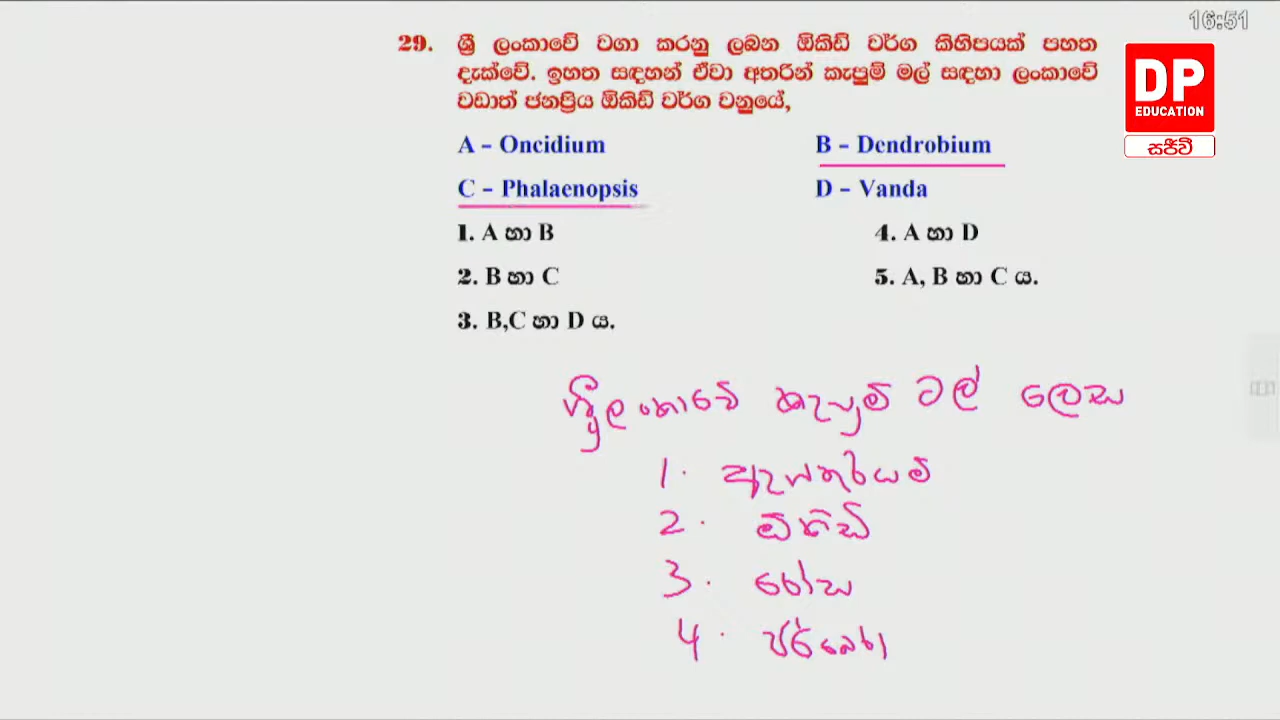 16:51
29. ශ්‍රී ලංකාවේ වගා කරනු ලබන ඕකිඩ් වර්ග කිහිපයක් පහත
දැක්වේ. ඉහත සඳහන් ඒවා අතරින් කැපුම් මල් සඳහා ලංකාවේ
වඩාත් ජනප්‍රිය ඕකිඩ් වර්ග වනුයේ,
DP
EDUCATION
සජීවී
A - Oncidium B - Dendrobium
C - Phalaenopsis D - Vanda
1. A හා B 4. A හා D
2. B හා C 5. A, B හා C ය.
3. B,C හා D ය.
ශ්‍රී ලංකාවේ කැපුම් මල් ලෙස
1. ඇන්තූරියම්
2. ඕකිඩ්
3. රෝස
4. ජර්බෙරා